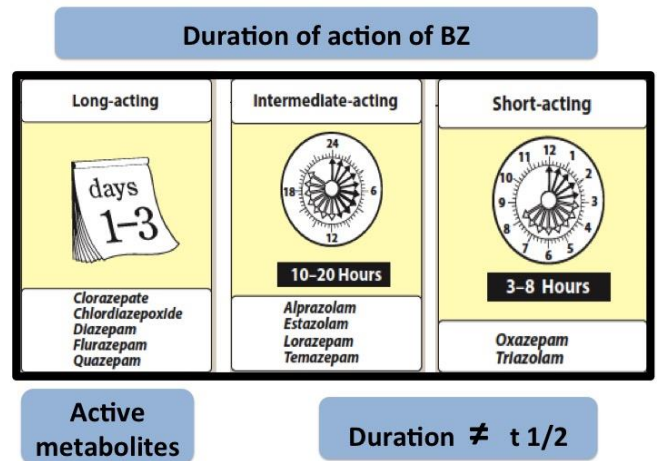 Duration of action of BZ
Long-acting
days
1–3
Clorazepate
Chlordiazepoxide
Diazepam
Flurazepam
Quazepam
Intermediate-acting
24
18
6
12
10–20 Hours
Alprazolam
Estazolam
Lorazepam
Temazepam
Short-acting
12
11
1
10
2
9
3
8
4
7
5
6
3–8 Hours
Oxazepam
Triazolam
Active
metabolites
Duration ≠ t 1/2